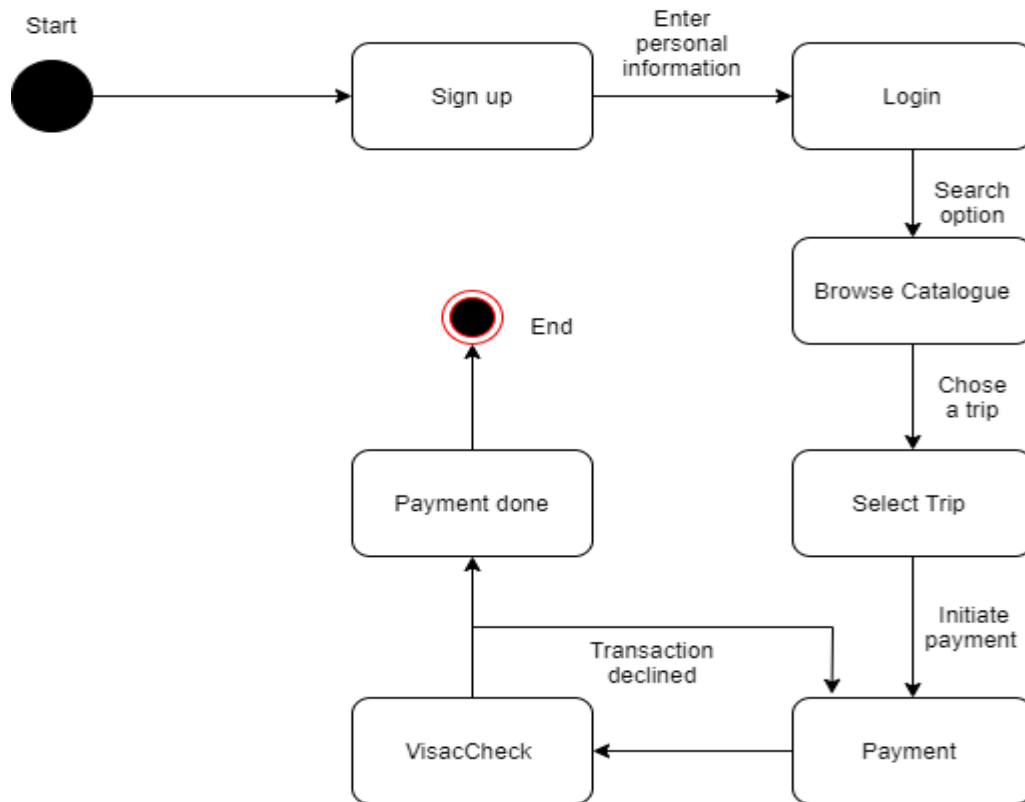 Start
Sign up
Enter
personal
information
Login
Search
option
Browse Catalogue
End
Chose
a trip
Payment done
Select Trip
Initiate
payment
Transaction
declined
VisacCheck
Payment